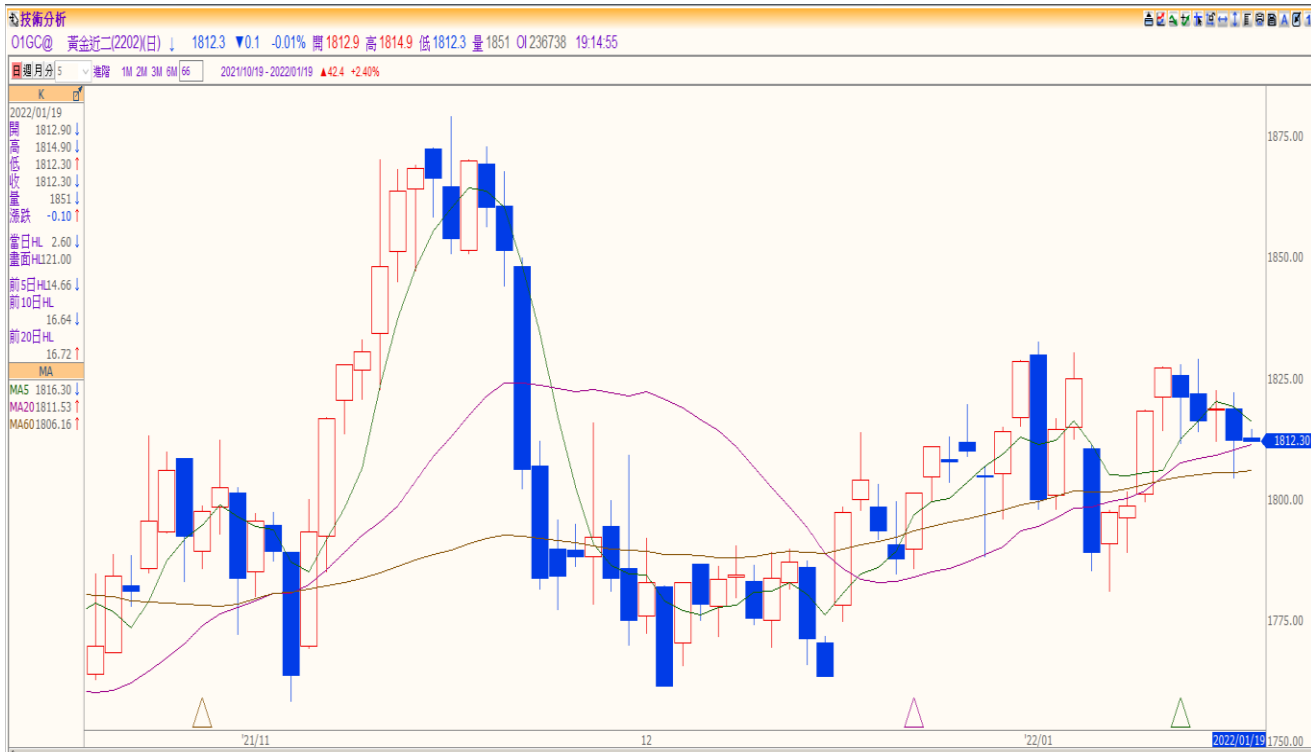 技術分析
O1GC@ 黃金近二(2202)(日) ↓ 1812.3 ▼0.1 -0.01% 開 1812.9 高 1814.9 低 1812.3 量 1851 OI 236738 19:14:55
日 週 月 分 5 進階 1M 2M 3M 6M 66 2021/10/19 - 2022/01/19 ▲42.4 +2.40%
K
2022/01/19
開 1812.90 ↓
高 1814.90 ↓
低 1812.30 ↑
收 1812.30 ↓
量 1851 ↓
漲跌 -0.10 ↑
當日HL 2.60 ↓
畫面HL 121.00
前5日HL 14.66 ↓
前10日HL
16.64 ↓
前20日HL
16.72 ↑
MA
MA5 1816.30 ↓
MA20 1811.53 ↑
MA60 1806.16 ↑
1875.00
1850.00
1825.00
1812.30
1800.00
1775.00
1750.00
'21/11 12 '22/01 2022/01/19